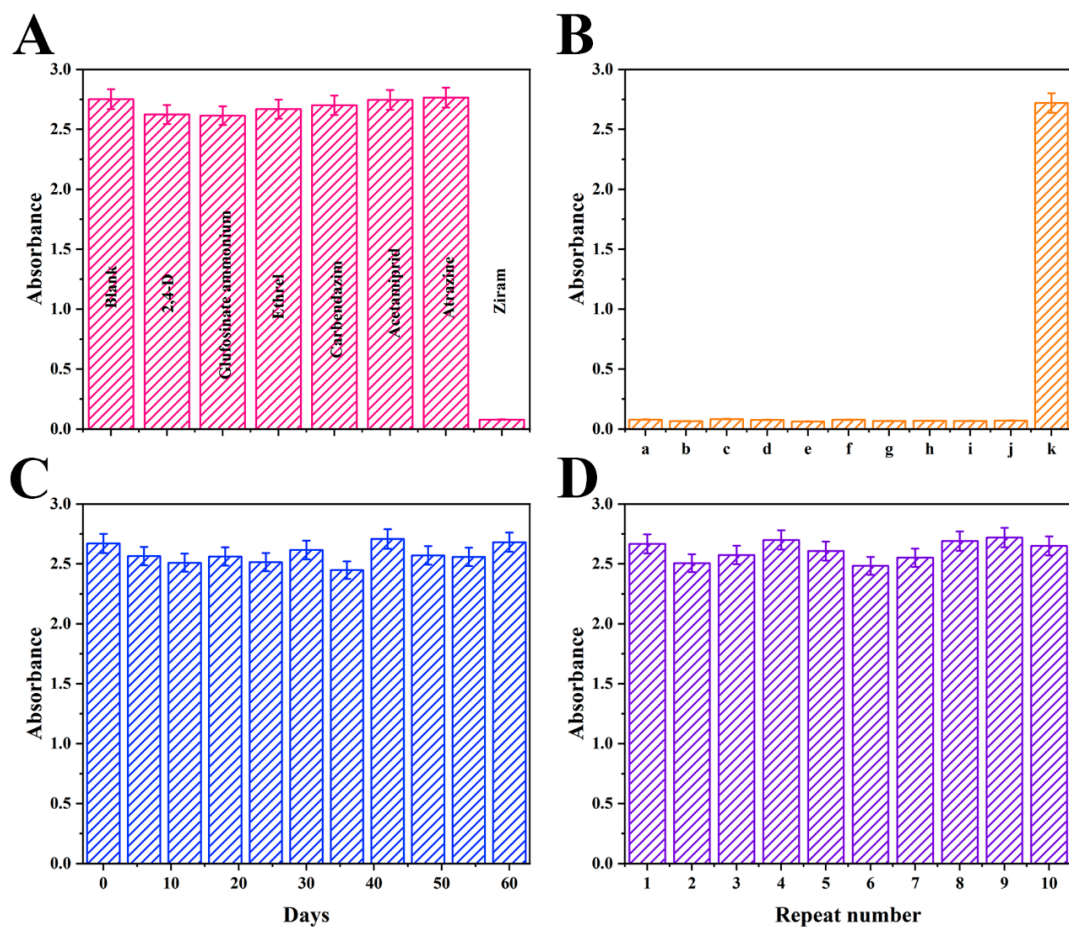 A
Absorbance
3.0
2.5
2.0
1.5
1.0
0.5
0.0
Blank
2,4-D
Glufosinate ammonium
Ethrel
Carbendazim
Acetamiprid
Atrazine
Ziram
B
Absorbance
3.0
2.5
2.0
1.5
1.0
0.5
0.0
a b c d e f g h i j k
C
Absorbance
3.0
2.5
2.0
1.5
1.0
0.5
0.0
0 10 20 30 40 50 60
Days
D
Absorbance
3.0
2.5
2.0
1.5
1.0
0.5
0.0
1 2 3 4 5 6 7 8 9 10
Repeat number